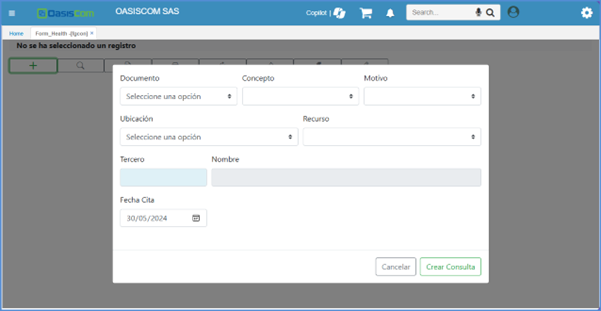 OasisCom
OASISCOM SAS
Copilot |
Search...
Home
Form_Health -{bjcon}
No se ha seleccionado un registro
Documento
Concepto
Motivo
Seleccione una opción
Ubicación
Recurso
Seleccione una opción
Tercero
Nombre
Fecha Cita
30/05/2024
Cancelar
Crear Consulta